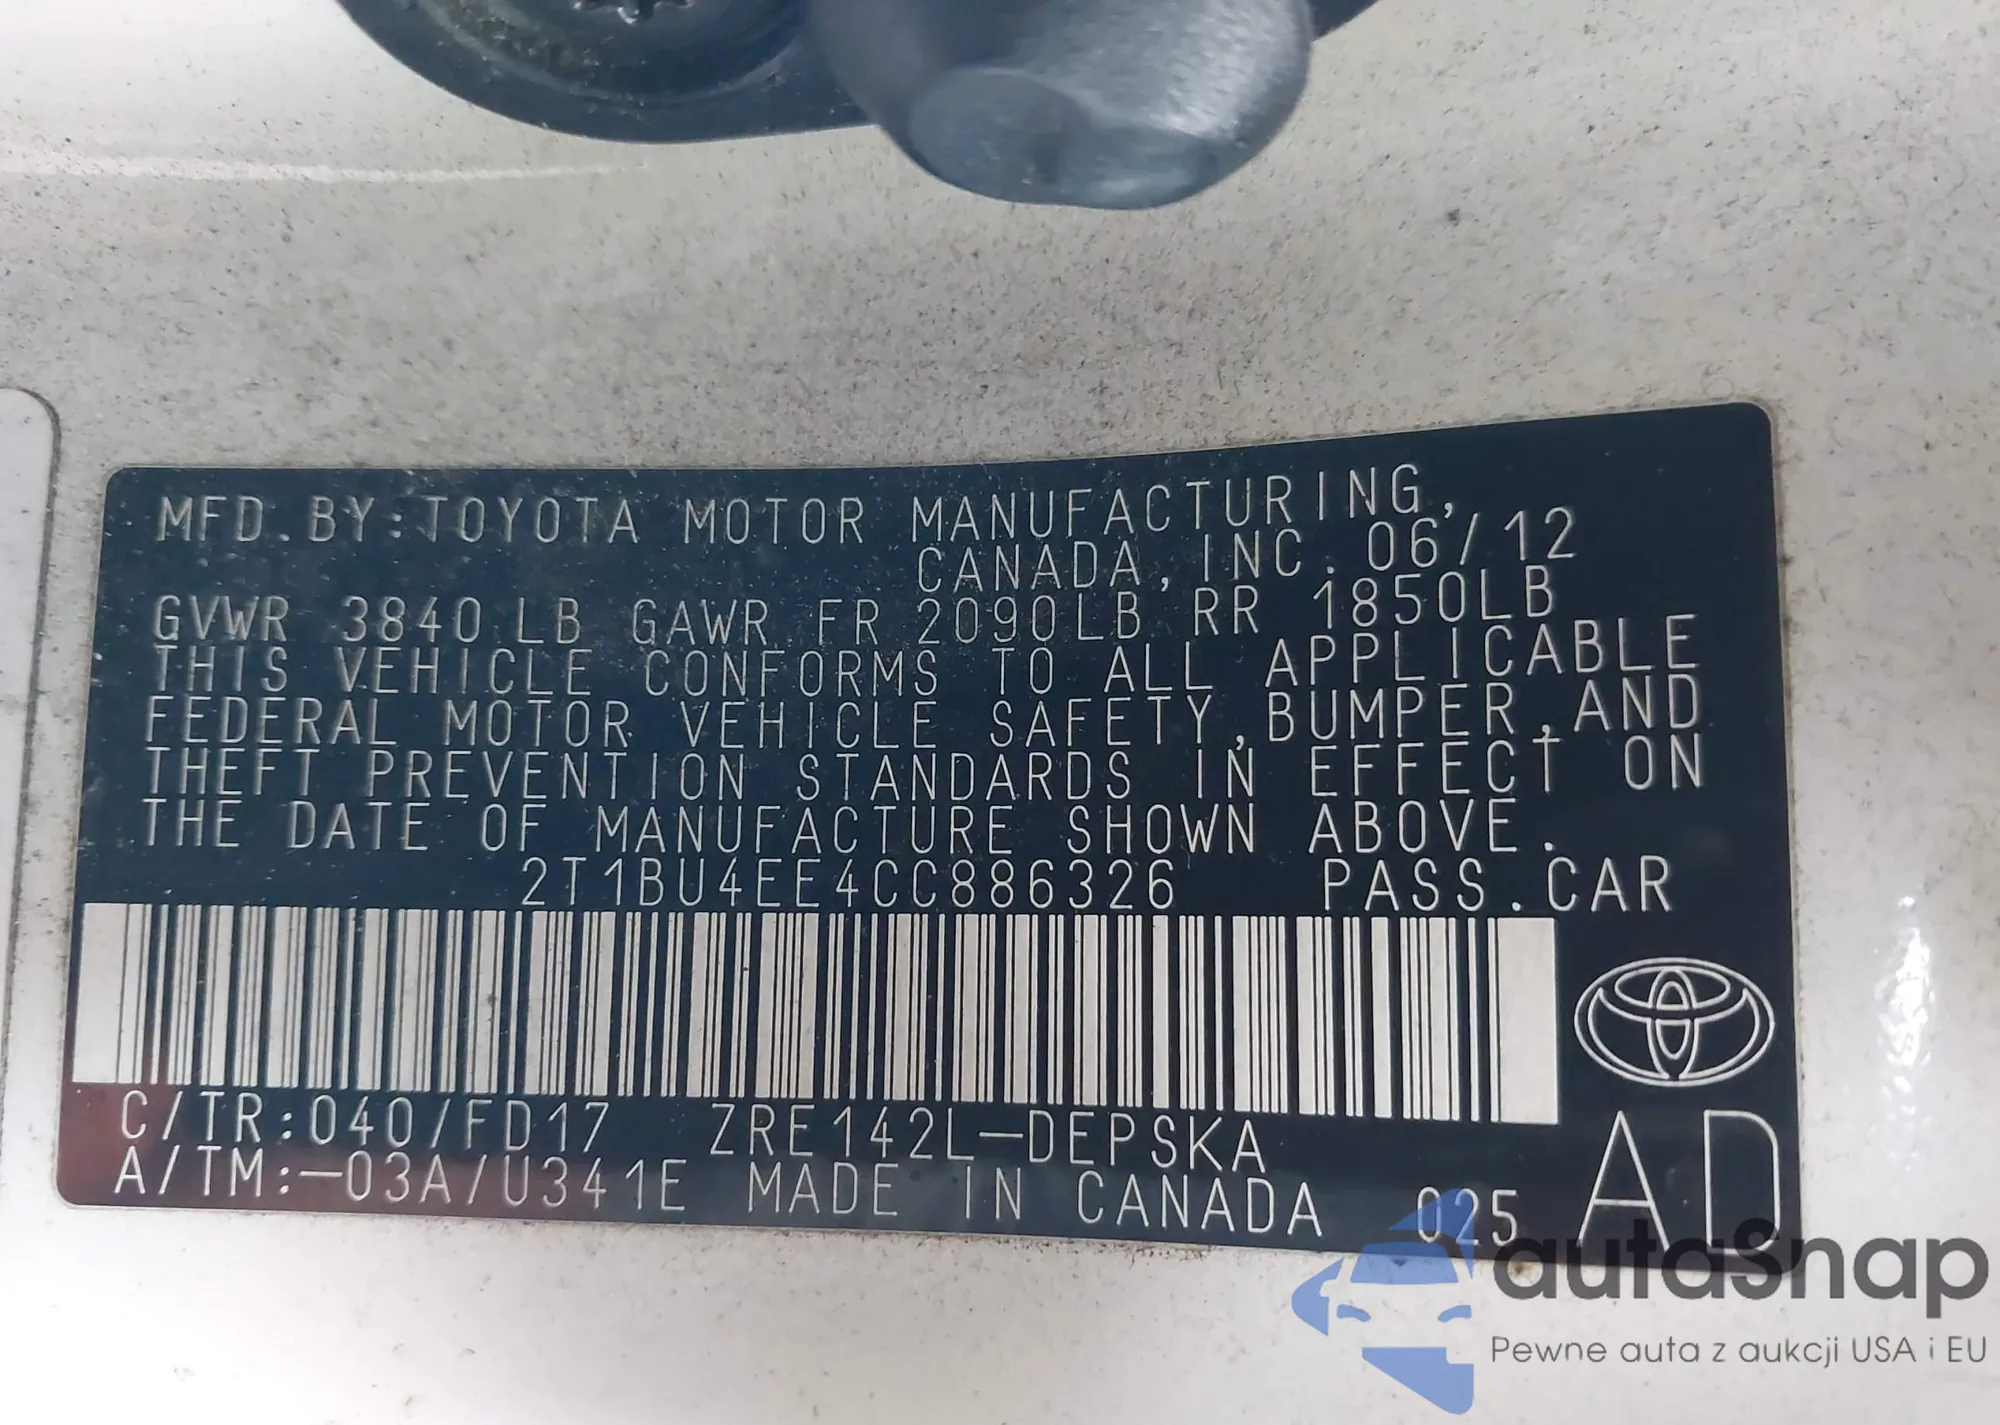 MFD.BY:TOYOTA MOTOR MANUFACTURING,
CANADA,INC. 06/12
GVWR 3840LB GAWR FR 2090LB RR 1850LB
THIS VEHICLE CONFORMS TO ALL APPLICABLE
FEDERAL MOTOR VEHICLE SAFETY,BUMPER,AND
THEFT PREVENTION STANDARDS IN EFFECT ON
THE DATE OF MANUFACTURE SHOWN ABOVE.
2T1BU4EE4CC886326 PASS.CAR
C/TR:040/FD17 ZRE142L-DEPSKA
A/TM:-03A/U341E MADE IN CANADA 025 AD
autaSnap
Pewne auta z aukcji USA i EU